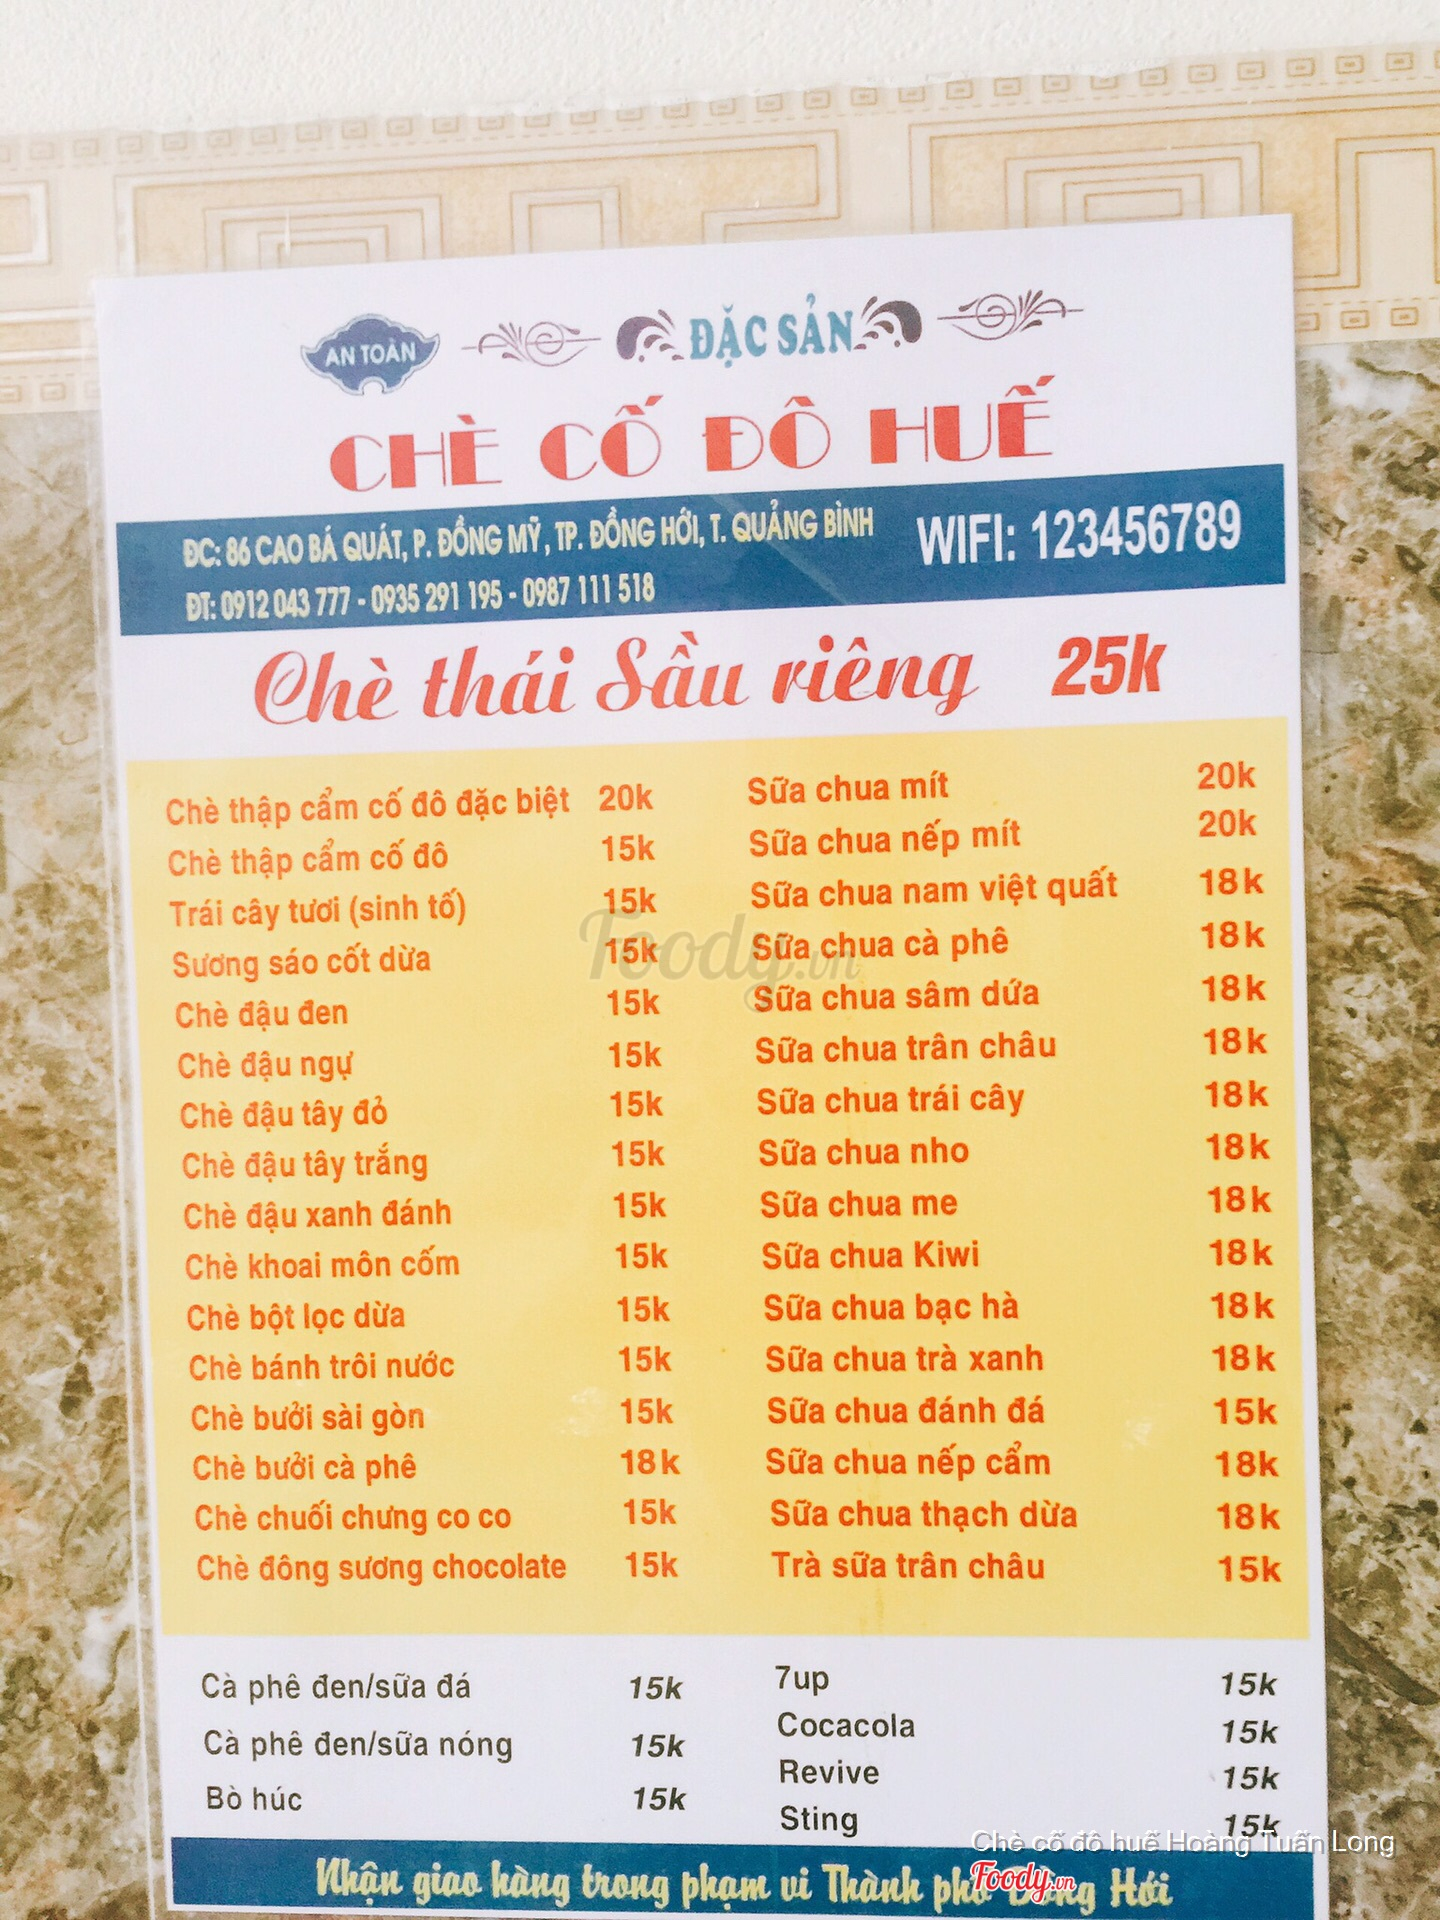 AN TOÀN
ĐẶC SẢN
CHÈ CỐ ĐÔ HUẾ
ĐC: 86 CAO BÁ QUÁT, P. ĐỒNG MỸ, TP. ĐỒNG HỚI, T. QUẢNG BÌNH
ĐT: 0912 043 777 - 0935 291 195 - 0987 111 518
WIFI: 123456789
Chè thái Sầu riêng 25k
Chè thập cẩm cố đô đặc biệt 20k
Chè thập cẩm cố đô 15k
Trái cây tươi (sinh tố) 15k
Sương sáo cốt dừa 15k
Chè đậu đen 15k
Chè đậu ngự 15k
Chè đậu tây đỏ 15k
Chè đậu tây trắng 15k
Chè đậu xanh đánh 15k
Chè khoai môn cốm 15k
Chè bột lọc dừa 15k
Chè bánh trôi nước 15k
Chè bưởi sài gòn 15k
Chè bưởi cà phê 18k
Chè chuối chưng co co 15k
Chè đông sương chocolate 15k
Sữa chua mít 20k
Sữa chua nếp mít 20k
Sữa chua nam việt quất 18k
Sữa chua cà phê 18k
Sữa chua sâm dứa 18k
Sữa chua trân châu 18k
Sữa chua trái cây 18k
Sữa chua nho 18k
Sữa chua me 18k
Sữa chua Kiwi 18k
Sữa chua bạc hà 18k
Sữa chua trà xanh 18k
Sữa chua đánh đá 15k
Sữa chua nếp cẩm 18k
Sữa chua thạch dừa 18k
Trà sữa trân châu 15k
Foody.vn
Cà phê đen/sữa đá 15k
Cà phê đen/sữa nóng 15k
Bò húc 15k
7up 15k
Cocacola 15k
Revive 15k
Sting 15k
Nhận giao hàng trong phạm vi Thành phố Đồng Hới
Chè cố đô huế Hoàng Tuấn Long
Foody.vn